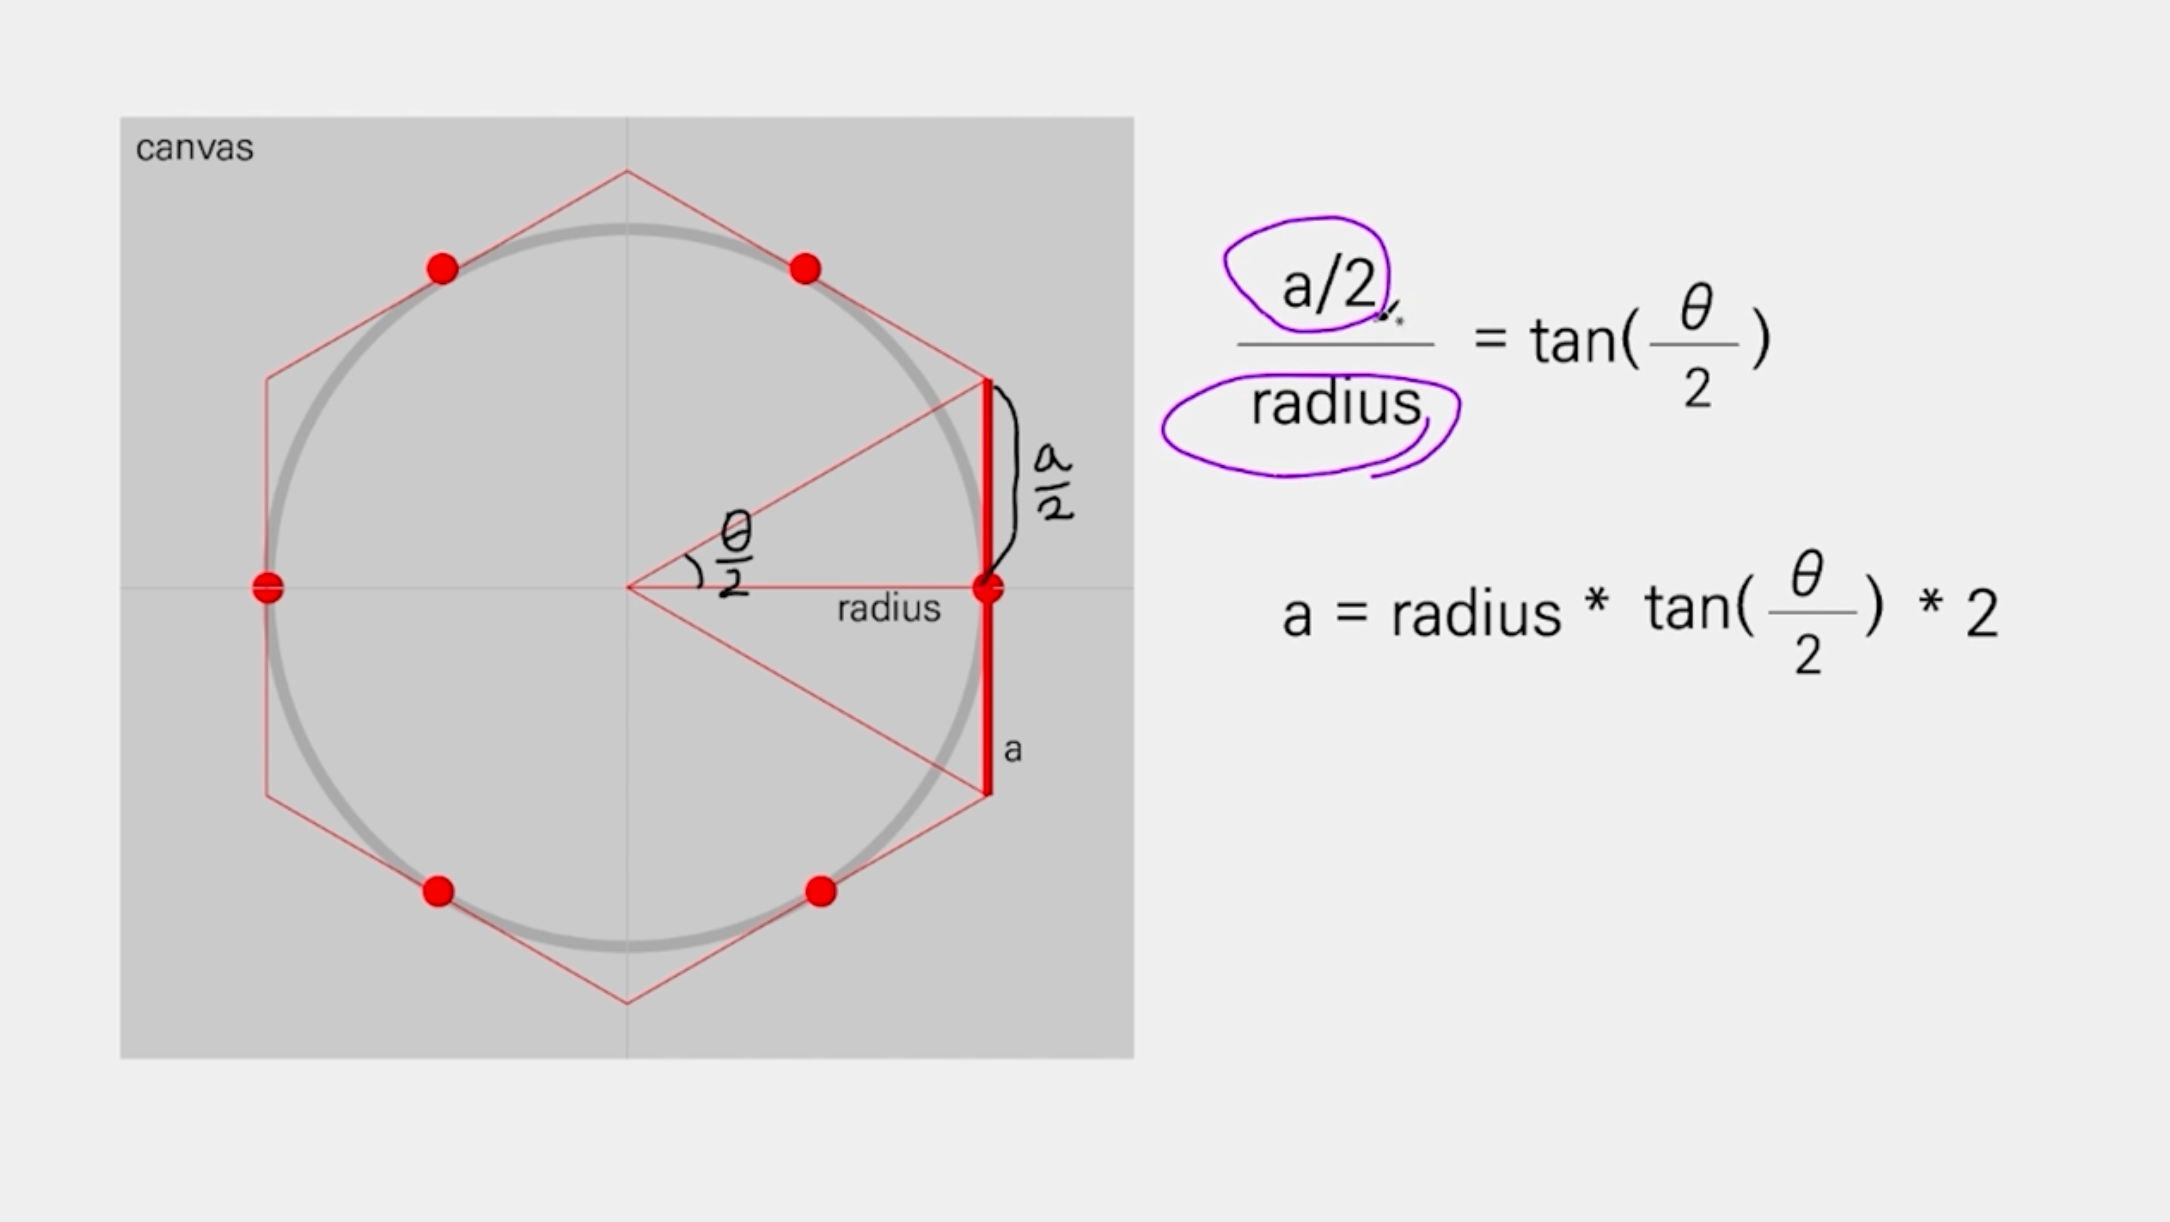 canvas
θ
2
radius
a
2
a
a/2
radius
= tan( θ
2 )
a = radius * tan( θ
2 ) * 2